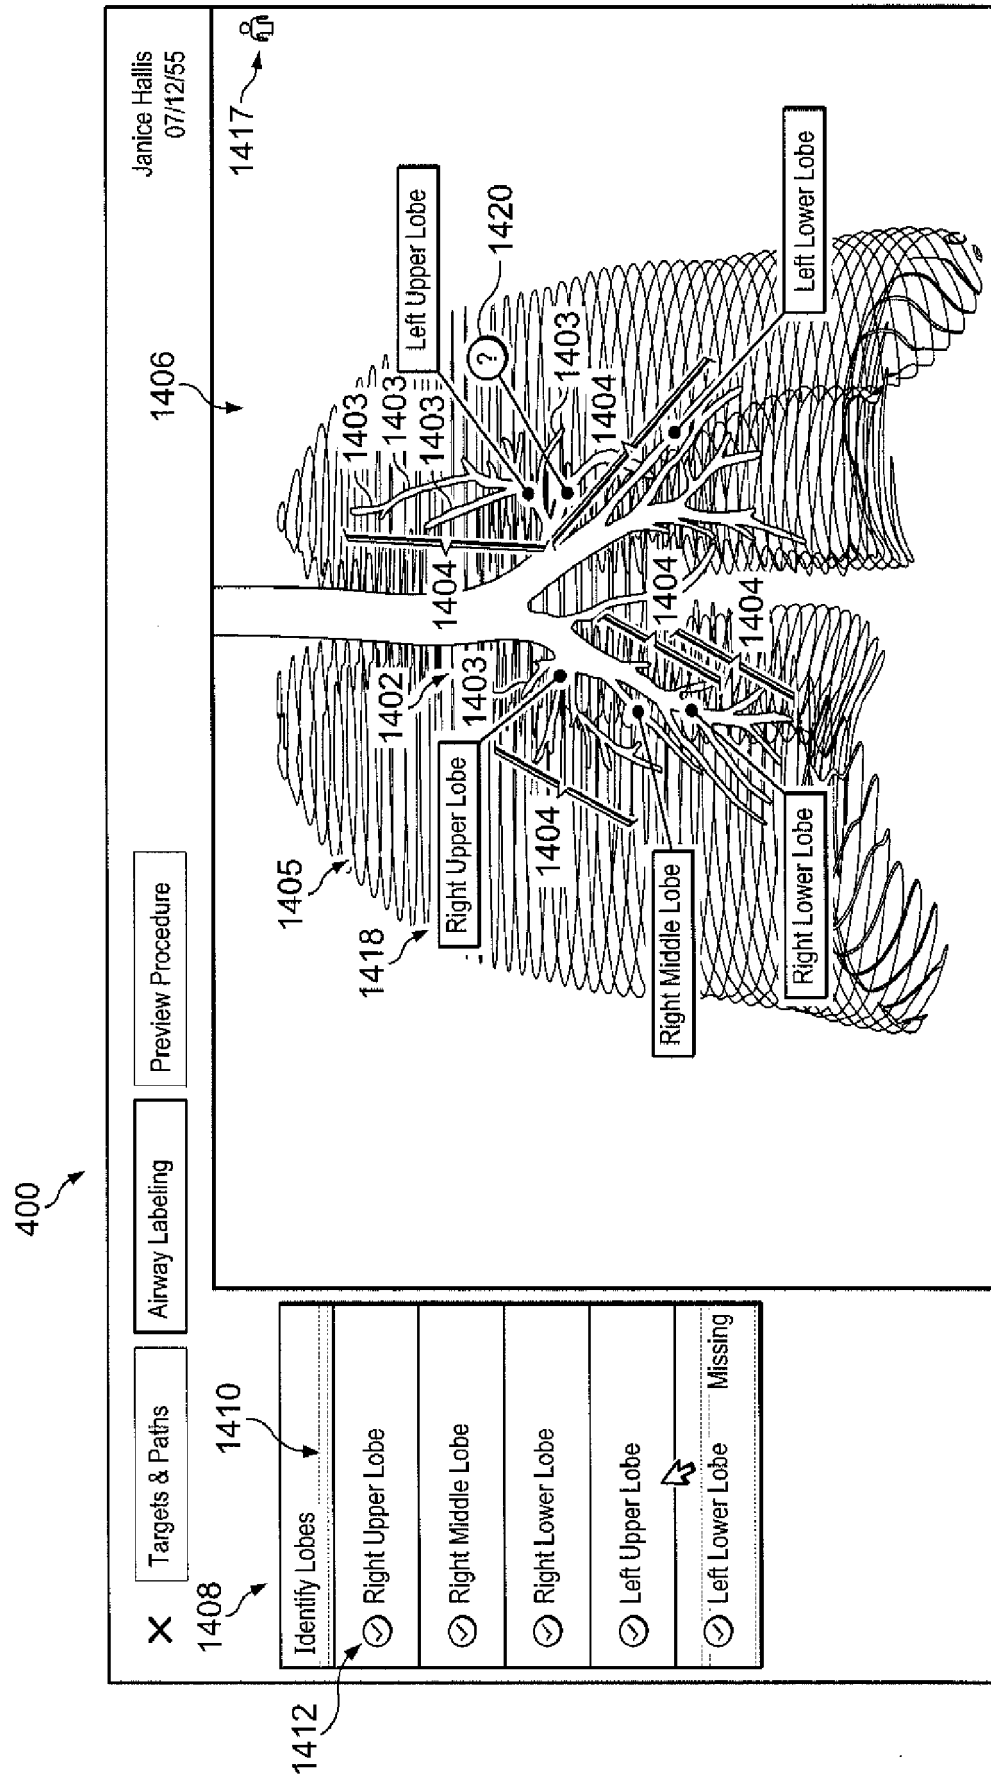 400
X
Targets & Paths
Airway Labeling
Preview Procedure
Janice Hallis
07/12/55
1408
1410
1406
1417
Identify Lobes
1412
Right Upper Lobe
Right Middle Lobe
Right Lower Lobe
Left Upper Lobe
Left Lower Lobe Missing
1405
1418
1402
1403
1403
1403
1403
1403
1404
1404
1404
1404
1404
1420
?
Right Upper Lobe
Left Upper Lobe
Right Middle Lobe
Right Lower Lobe
Left Lower Lobe